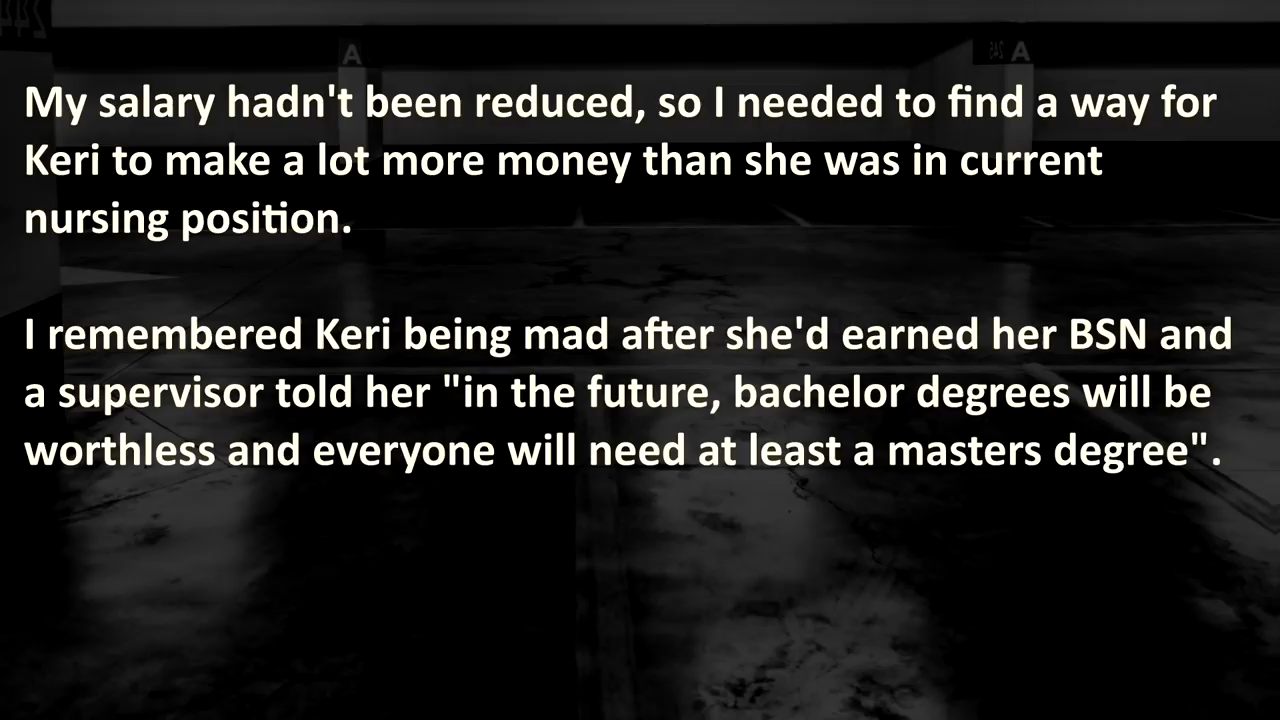 A
A
My salary hadn't been reduced, so I needed to find a way for
Keri to make a lot more money than she was in current
nursing position.
I remembered Keri being mad after she'd earned her BSN and
a supervisor told her "in the future, bachelor degrees will be
worthless and everyone will need at least a masters degree".